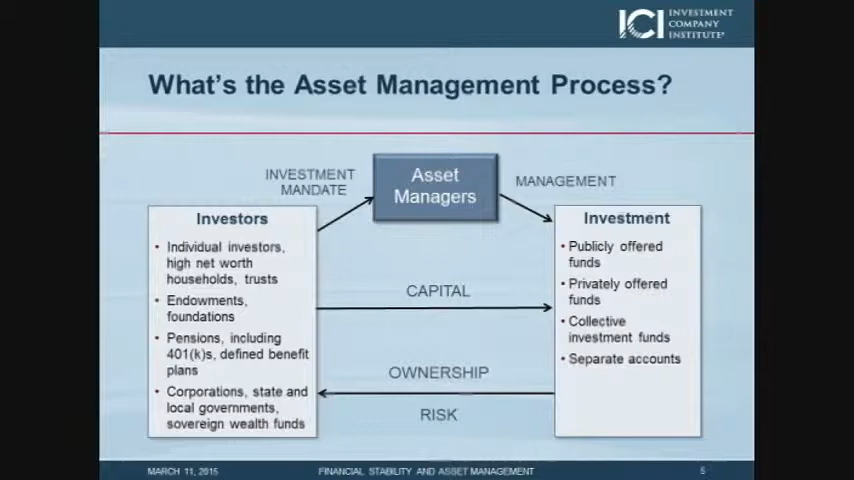 ICI INVESTMENT
COMPANY
INSTITUTE®
What's the Asset Management Process?
INVESTMENT
MANDATE
Asset
Managers
MANAGEMENT
Investors
• Individual investors,
high net worth
households, trusts
• Endowments,
foundations
• Pensions, including
401(k)s, defined benefit
plans
• Corporations, state and
local governments,
sovereign wealth funds
CAPITAL
OWNERSHIP
RISK
Investment
• Publicly offered
funds
• Privately offered
funds
• Collective
investment funds
• Separate accounts
MARCH 11, 2015
FINANCIAL STABILITY AND ASSET MANAGEMENT
5